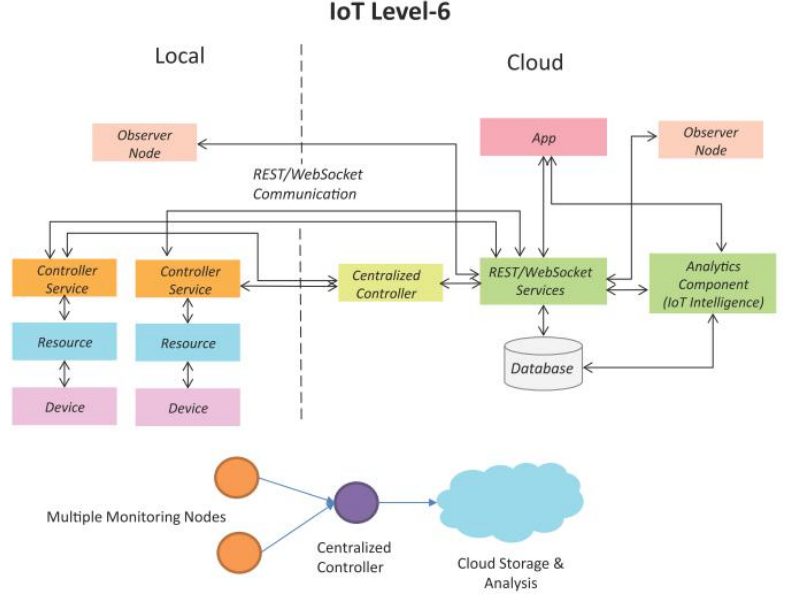 IoT Level-6
Local
Cloud
Observer
Node
App
Observer
Node
REST/WebSocket
Communication
Controller
Service
Controller
Service
Centralized
Controller
REST/WebSocket
Services
Analytics
Component
(IoT Intelligence)
Resource
Resource
Database
Device
Device
Multiple Monitoring Nodes
Centralized
Controller
Cloud Storage &
Analysis